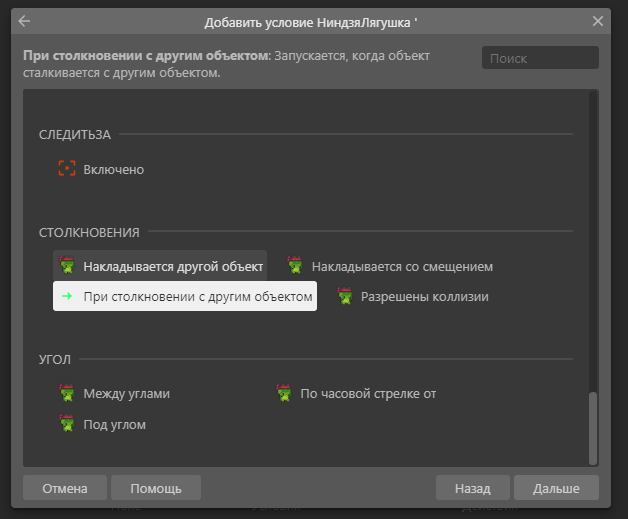 Добавить условие НиндзяЛягушка '
При столкновении с другим объектом: Запускается, когда объект
сталкивается с другим объектом.
Поиск
СЛЕДИТЬЗА
Включено
СТОЛКНОВЕНИЯ
Накладывается другой объект
Накладывается со смещением
При столкновении с другим объектом
Разрешены коллизии
УГОЛ
Между углами
По часовой стрелке от
Под углом
Отмена
Помощь
Назад
Дальше